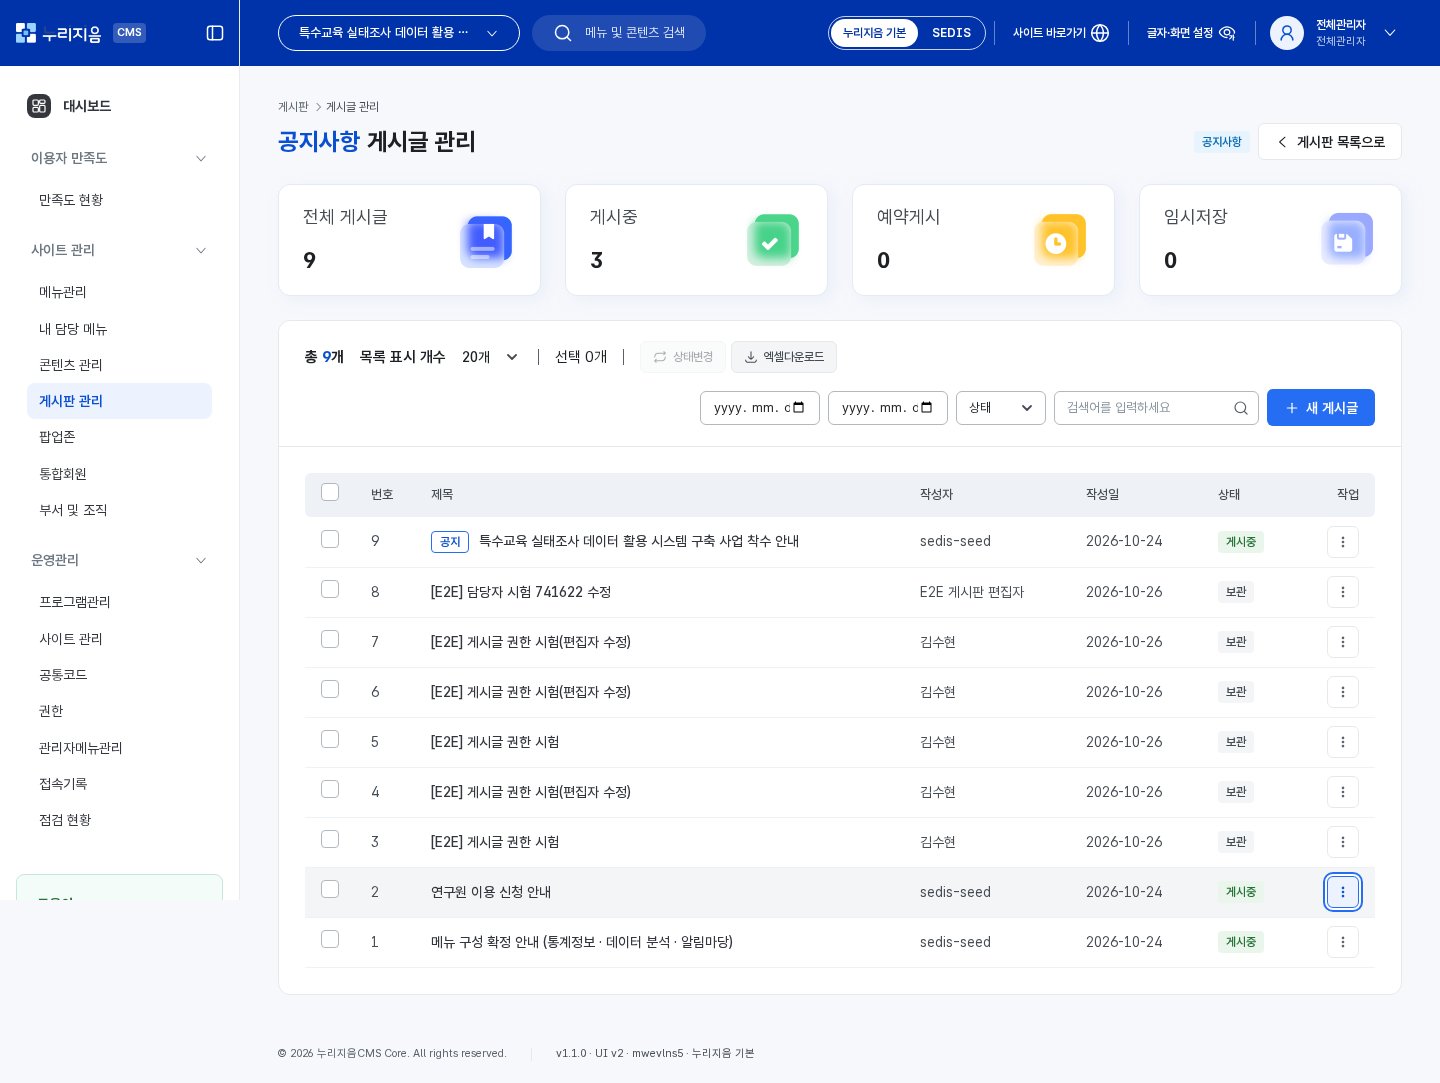 누리지음 CMS
특수교육 실태조사 데이터 활용 …
메뉴 및 콘텐츠 검색
누리지음 기본 SEDIS
사이트 바로가기
글자·화면 설정
전체관리자
전체관리자
대시보드
이용자 만족도
만족도 현황
사이트 관리
메뉴관리
내 담당 메뉴
콘텐츠 관리
게시판 관리
팝업존
통합회원
부서 및 조직
운영관리
프로그램관리
사이트 관리
공통코드
권한
관리자메뉴관리
접속기록
점검 현황
게시판 > 게시글 관리
공지사항 게시글 관리
공지사항
게시판 목록으로
전체 게시글
9
게시중
3
예약게시
0
임시저장
0
총 9개 목록 표시 개수 20개 선택 0개 상태변경 엑셀다운로드
yyyy. mm. d yyyy. mm. d 상태 검색어를 입력하세요 + 새 게시글
번호 제목 작성자 작성일 상태 작업
9 공지 특수교육 실태조사 데이터 활용 시스템 구축 사업 착수 안내 sedis-seed 2026-10-24 게시중
8 [E2E] 담당자 시험 741622 수정 E2E 게시판 편집자 2026-10-26 보관
7 [E2E] 게시글 권한 시험(편집자 수정) 김수현 2026-10-26 보관
6 [E2E] 게시글 권한 시험(편집자 수정) 김수현 2026-10-26 보관
5 [E2E] 게시글 권한 시험 김수현 2026-10-26 보관
4 [E2E] 게시글 권한 시험(편집자 수정) 김수현 2026-10-26 보관
3 [E2E] 게시글 권한 시험 김수현 2026-10-26 보관
2 연구원 이용 신청 안내 sedis-seed 2026-10-24 게시중
1 메뉴 구성 확정 안내 (통계정보 · 데이터 분석 · 알림마당) sedis-seed 2026-10-24 게시중
© 2026 누리지음CMS Core. All rights reserved.
v1.1.0 · UI v2 · mwevlns5 · 누리지음 기본